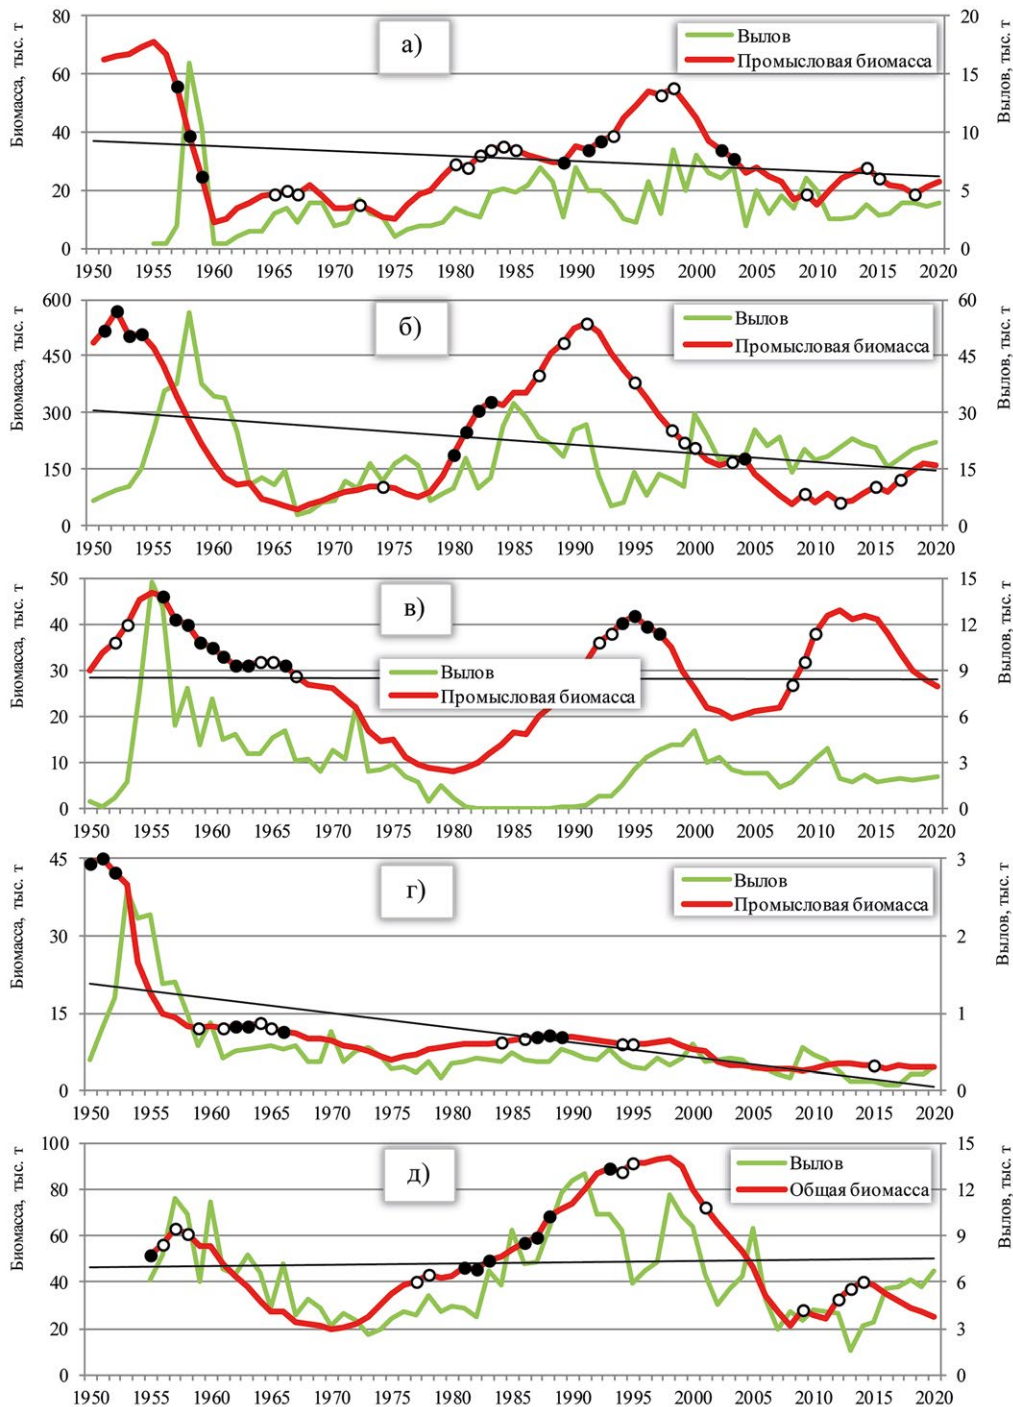 80
60
40
20
0
Биомасса, тыс. т
а)
Вылов
Промысловая биомасса
20
15
10
5
0
Вылов, тыс. т
1950 1955 1960 1965 1970 1975 1980 1985 1990 1995 2000 2005 2010 2015 2020
600
450
300
150
0
Биомасса, тыс. т
б)
Вылов
Промысловая биомасса
60
45
30
15
0
Вылов, тыс. т
1950 1955 1960 1965 1970 1975 1980 1985 1990 1995 2000 2005 2010 2015 2020
50
40
30
20
10
0
Биомасса, тыс. т
в)
Вылов
Промысловая биомасса
15
12
9
6
3
0
Вылов, тыс. т
1950 1955 1960 1965 1970 1975 1980 1985 1990 1995 2000 2005 2010 2015 2020
45
30
15
0
Биомасса, тыс. т
г)
Вылов
Промысловая биомасса
3
2
1
0
Вылов, тыс. т
1950 1955 1960 1965 1970 1975 1980 1985 1990 1995 2000 2005 2010 2015 2020
100
80
60
40
20
0
Биомасса, тыс. т
д)
Вылов
Общая биомасса
15
12
9
6
3
0
Вылов, тыс. т
1950 1955 1960 1965 1970 1975 1980 1985 1990 1995 2000 2005 2010 2015 2020